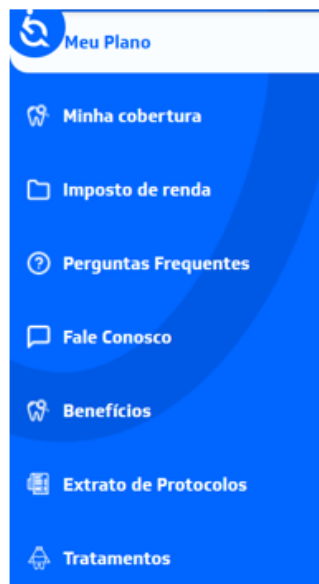 Meu Plano
Minha cobertura
Imposto de renda
Perguntas Frequentes
Fale Conosco
Benefícios
Extrato de Protocolos
Tratamentos